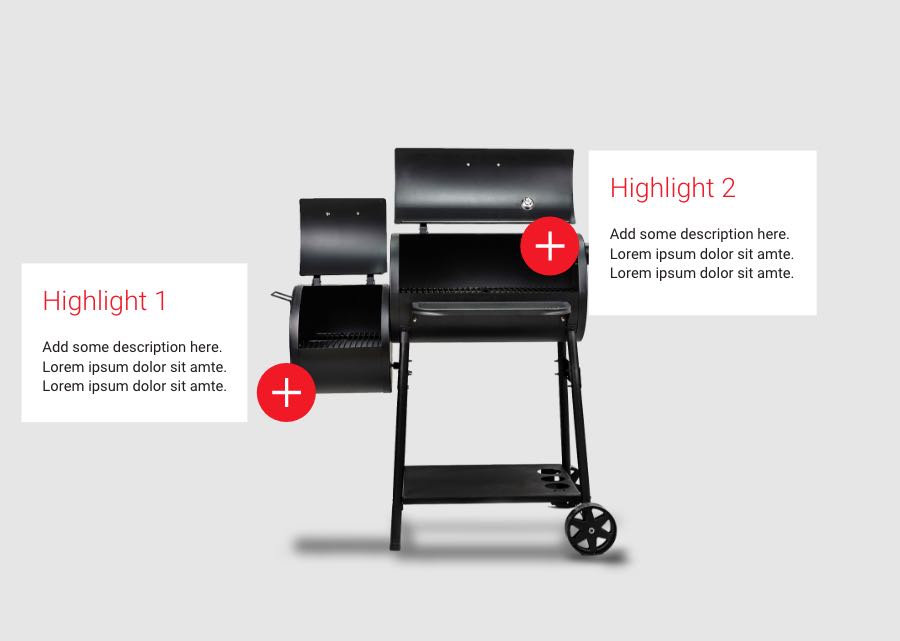 Highlight 2
Add some description here.
Lorem ipsum dolor sit amte.
Lorem ipsum dolor sit amte.
Highlight 1
Add some description here.
Lorem ipsum dolor sit amte.
Lorem ipsum dolor sit amte.